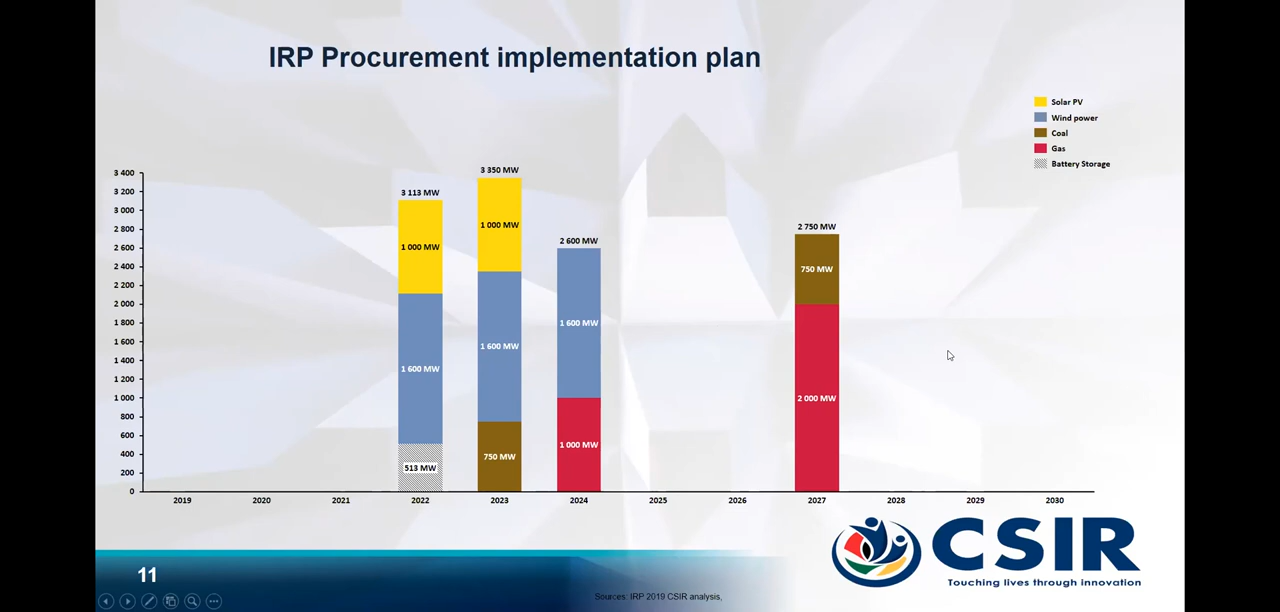 IRP Procurement implementation plan
Solar PV
Wind power
Coal
Gas
Battery Storage
3 400
3 200
3 000
2 800
2 600
2 400
2 200
2 000
1 800
1 600
1 400
1 200
1 000
800
600
400
200
0
3 113 MW
1 000 MW
1 600 MW
513 MW
3 350 MW
1 000 MW
1 600 MW
750 MW
2 600 MW
1 600 MW
1 000 MW
2 750 MW
750 MW
2 000 MW
2019 2020 2021 2022 2023 2024 2025 2026 2027 2028 2029 2030
CSIR
Touching lives through innovation
11
Sources: IRP 2019 CSIR analysis,